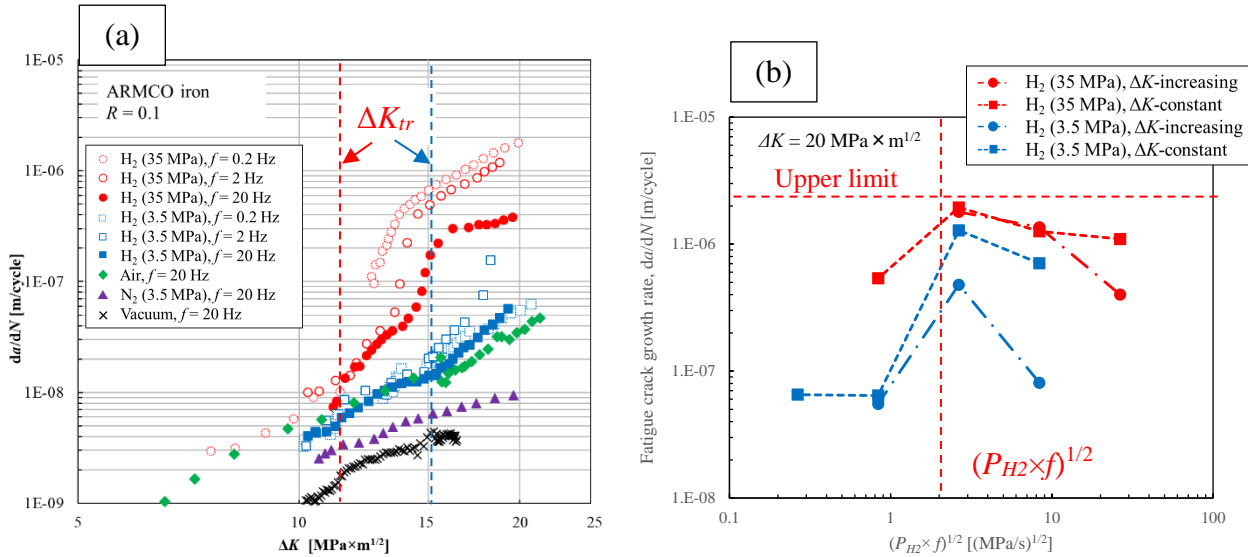 (a)
1E-05
1E-06
1E-07
1E-08
1E-09
da/dN [m/cycle]
ARMCO iron
R = 0.1
ΔK_tr
H₂ (35 MPa), f = 0.2 Hz
H₂ (35 MPa), f = 2 Hz
H₂ (35 MPa), f = 20 Hz
H₂ (3.5 MPa), f = 0.2 Hz
H₂ (3.5 MPa), f = 2 Hz
H₂ (3.5 MPa), f = 20 Hz
Air, f = 20 Hz
N₂ (3.5 MPa), f = 20 Hz
Vacuum, f = 20 Hz
5 10 15 20 25
ΔK [MPa×m^1/2]
(b)
H₂ (35 MPa), ΔK-increasing
H₂ (35 MPa), ΔK-constant
H₂ (3.5 MPa), ΔK-increasing
H₂ (3.5 MPa), ΔK-constant
1.E-05
1.E-06
1.E-07
1.E-08
Fatigue crack growth rate, da/dN [m/cycle]
ΔK = 20 MPa × m^1/2
Upper limit
(P_H2×f)^1/2
0.1 1 10 100
(P_H2× f)^1/2 [(MPa/s)^1/2]